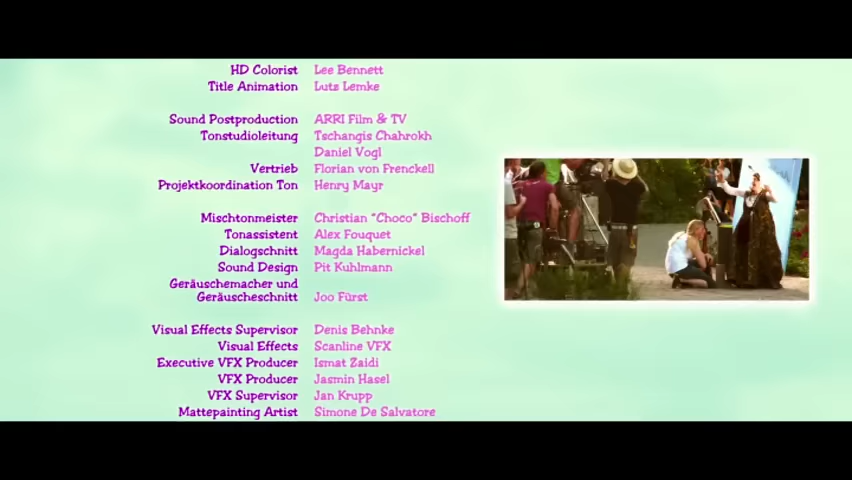 HD Colorist Lee Bennett
Title Animation Lutz Lemke
Sound Postproduction ARRI Film & TV
Tonstudioleitung Tschangis Chahrokh
Daniel Vogl
Vertrieb Florian von Frenckell
Projektkoordination Ton Henry Mayr
Mischtonmeister Christian "Choco" Bischoff
Tonassistent Alex Fouquet
Dialogschnitt Magda Habernickel
Sound Design Pit Kuhlmann
Geräuschemacher und
Geräuscheschnitt Joo Fürst
Visual Effects Supervisor Denis Behnke
Visual Effects Scanline VFX
Executive VFX Producer Ismat Zaidi
VFX Producer Jasmin Hasel
VFX Supervisor Jan Krupp
Mattepainting Artist Simone De Salvatore